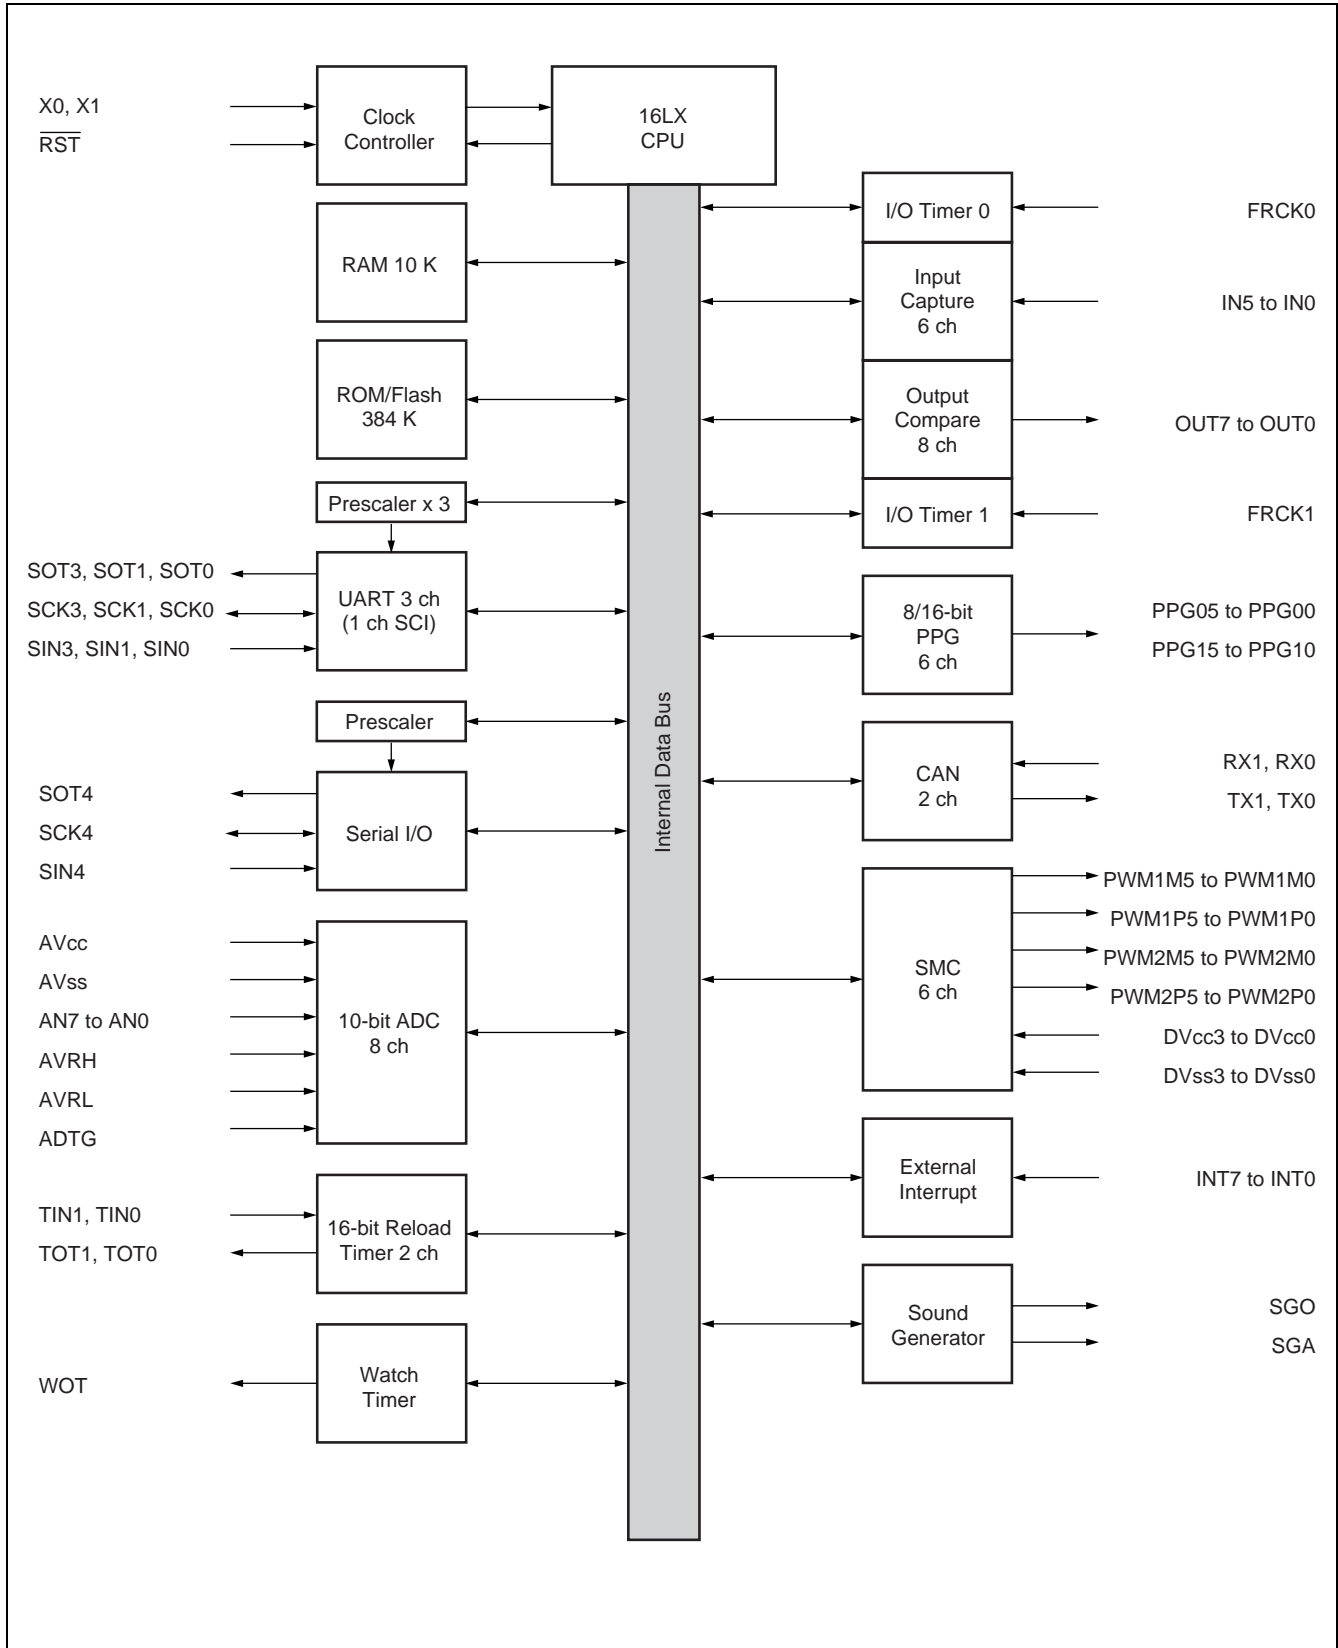 X0, X1
RST
Clock
Controller
16LX
CPU
RAM 10 K
ROM/Flash
384 K
Prescaler x 3
SOT3, SOT1, SOT0
SCK3, SCK1, SCK0
SIN3, SIN1, SIN0
UART 3 ch
(1 ch SCI)
Prescaler
SOT4
SCK4
SIN4
Serial I/O
AVcc
AVss
AN7 to AN0
AVRH
AVRL
ADTG
10-bit ADC
8 ch
TIN1, TIN0
TOT1, TOT0
16-bit Reload
Timer 2 ch
WOT
Watch
Timer
Internal Data Bus
I/O Timer 0
FRCK0
Input
Capture
6 ch
IN5 to IN0
Output
Compare
8 ch
OUT7 to OUT0
I/O Timer 1
FRCK1
8/16-bit
PPG
6 ch
PPG05 to PPG00
PPG15 to PPG10
CAN
2 ch
RX1, RX0
TX1, TX0
SMC
6 ch
PWM1M5 to PWM1M0
PWM1P5 to PWM1P0
PWM2M5 to PWM2M0
PWM2P5 to PWM2P0
DVcc3 to DVcc0
DVss3 to DVss0
External
Interrupt
INT7 to INT0
Sound
Generator
SGO
SGA